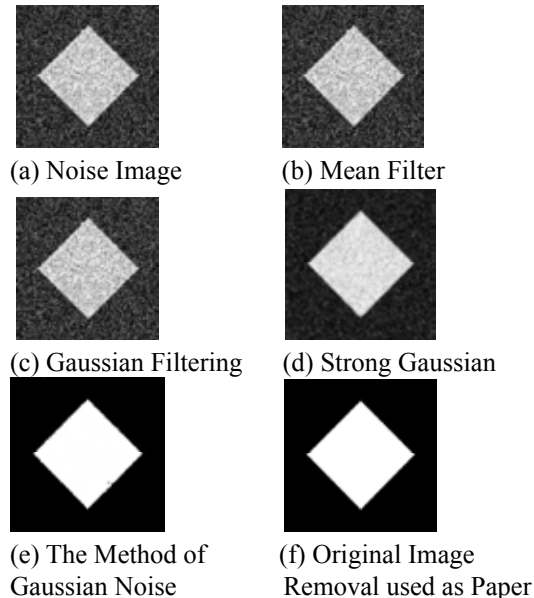 (a) Noise Image
(b) Mean Filter
(c) Gaussian Filtering
(d) Strong Gaussian
(e) The Method of
Gaussian Noise
(f) Original Image
Removal used as Paper